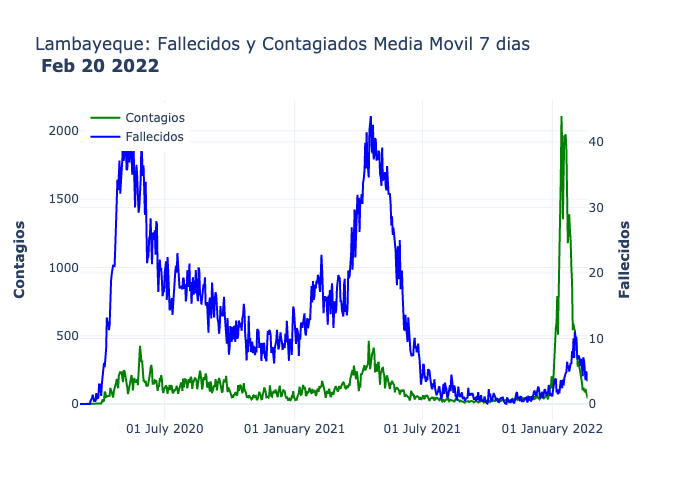 Lambayeque: Fallecidos y Contagiados Media Movil 7 dias
Feb 20 2022
Contagios
Fallecidos
2000
1500
1000
500
0
40
30
20
10
0
Contagios
Fallecidos
01 July 2020
01 January 2021
01 July 2021
01 January 2022